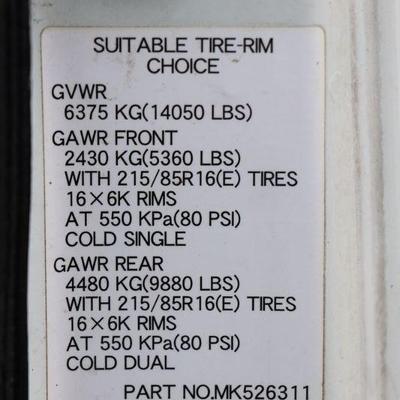 SUITABLE TIRE-RIM
CHOICE
GVWR
6375 KG(14050 LBS)
GAWR FRONT
2430 KG(5360 LBS)
WITH 215/85R16(E) TIRES
16×6K RIMS
AT 550 KPa(80 PSI)
COLD SINGLE
GAWR REAR
4480 KG(9880 LBS)
WITH 215/85R16(E) TIRES
16×6K RIMS
AT 550 KPa(80 PSI)
COLD DUAL
PART NO.MK526311